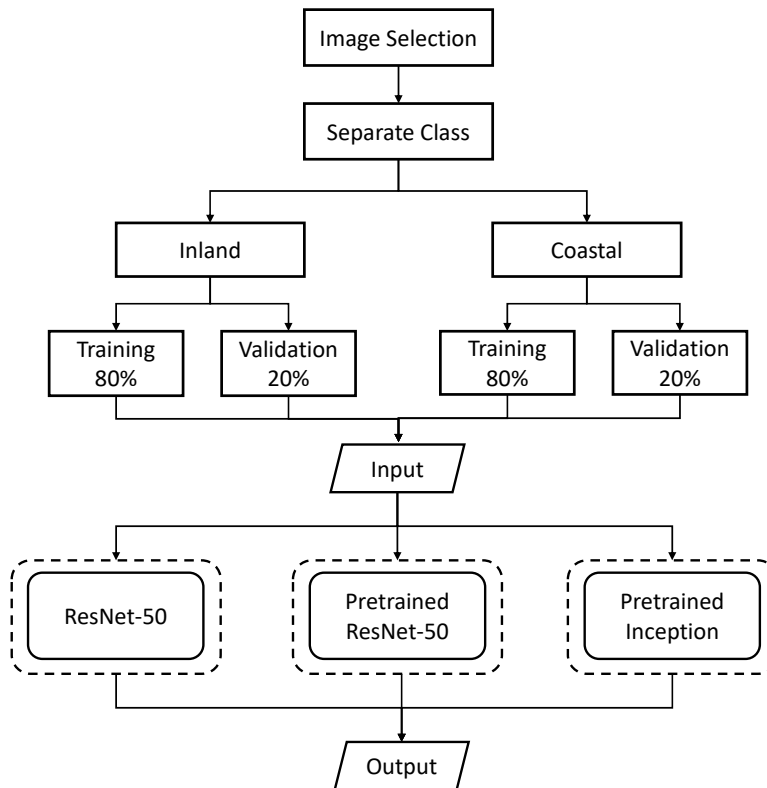 Image Selection
Separate Class
Inland
Coastal
Training
80%
Validation
20%
Training
80%
Validation
20%
Input
ResNet-50
Pretrained
ResNet-50
Pretrained
Inception
Output